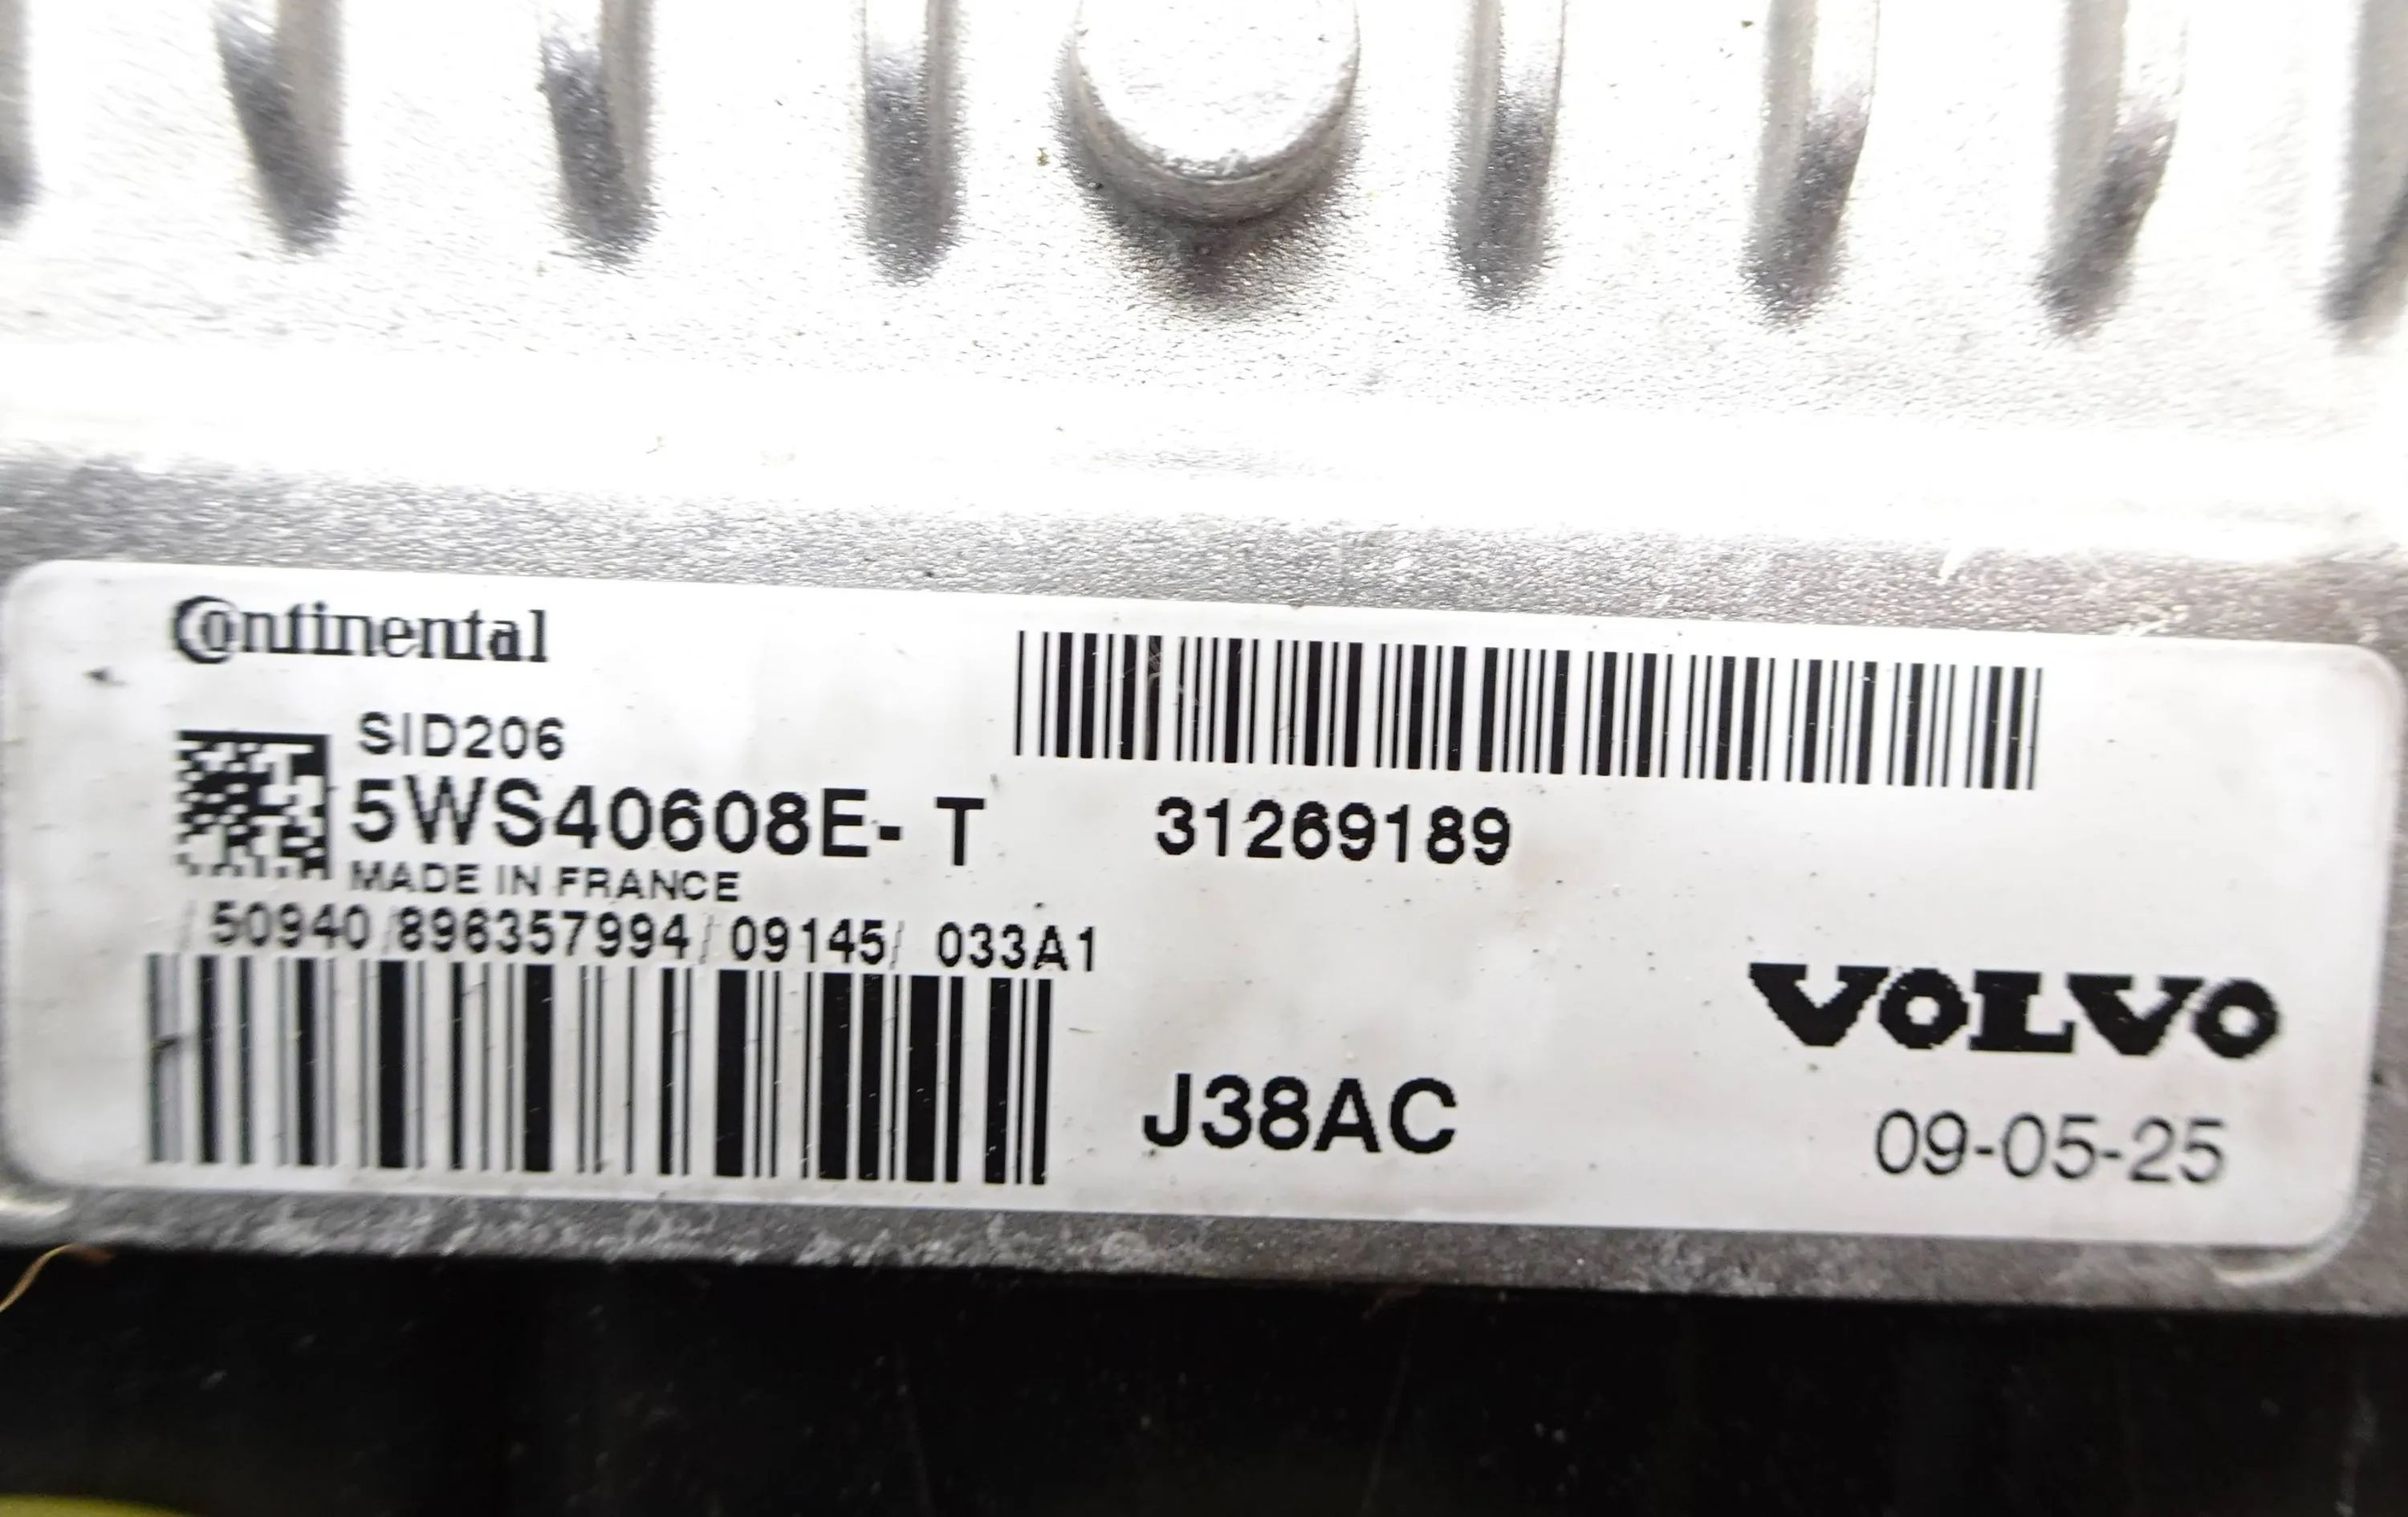 Continental
SID206
5WS40608E- T
MADE IN FRANCE
/ 50940 /896357994/ 09145/ 033A1
31269189
VOLVO
J38AC
09-05-25